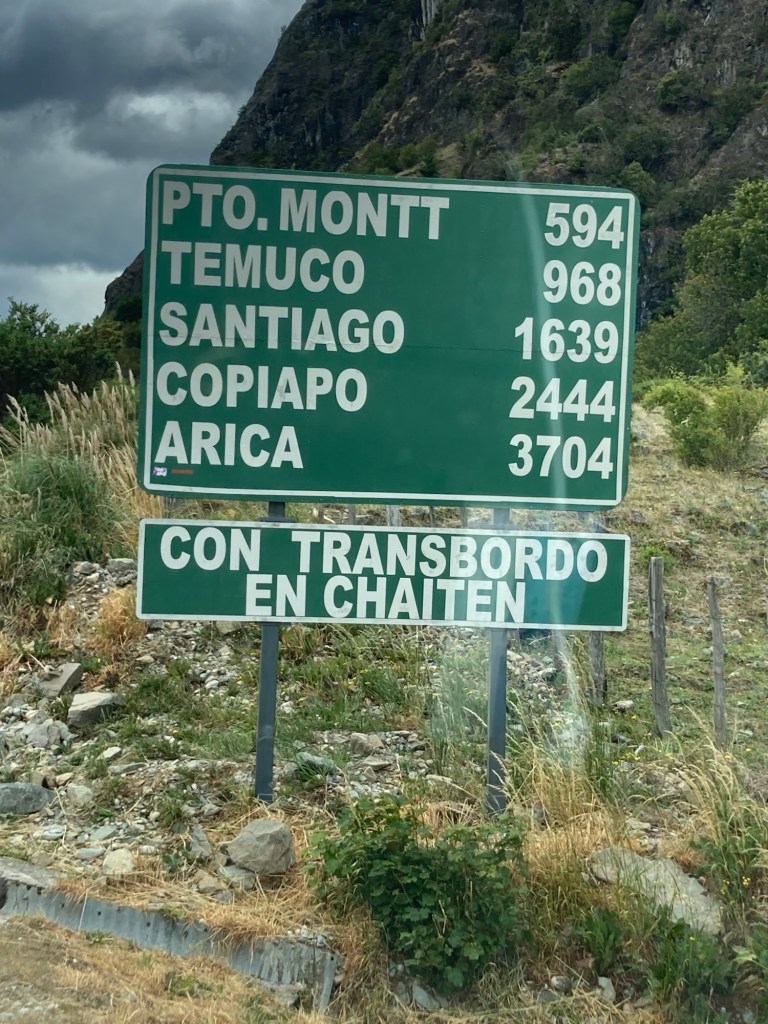 PTO. MONTT 594
TEMUCO 968
SANTIAGO 1639
COPIAPO 2444
ARICA 3704
CON TRANSBORDO
EN CHAITEN